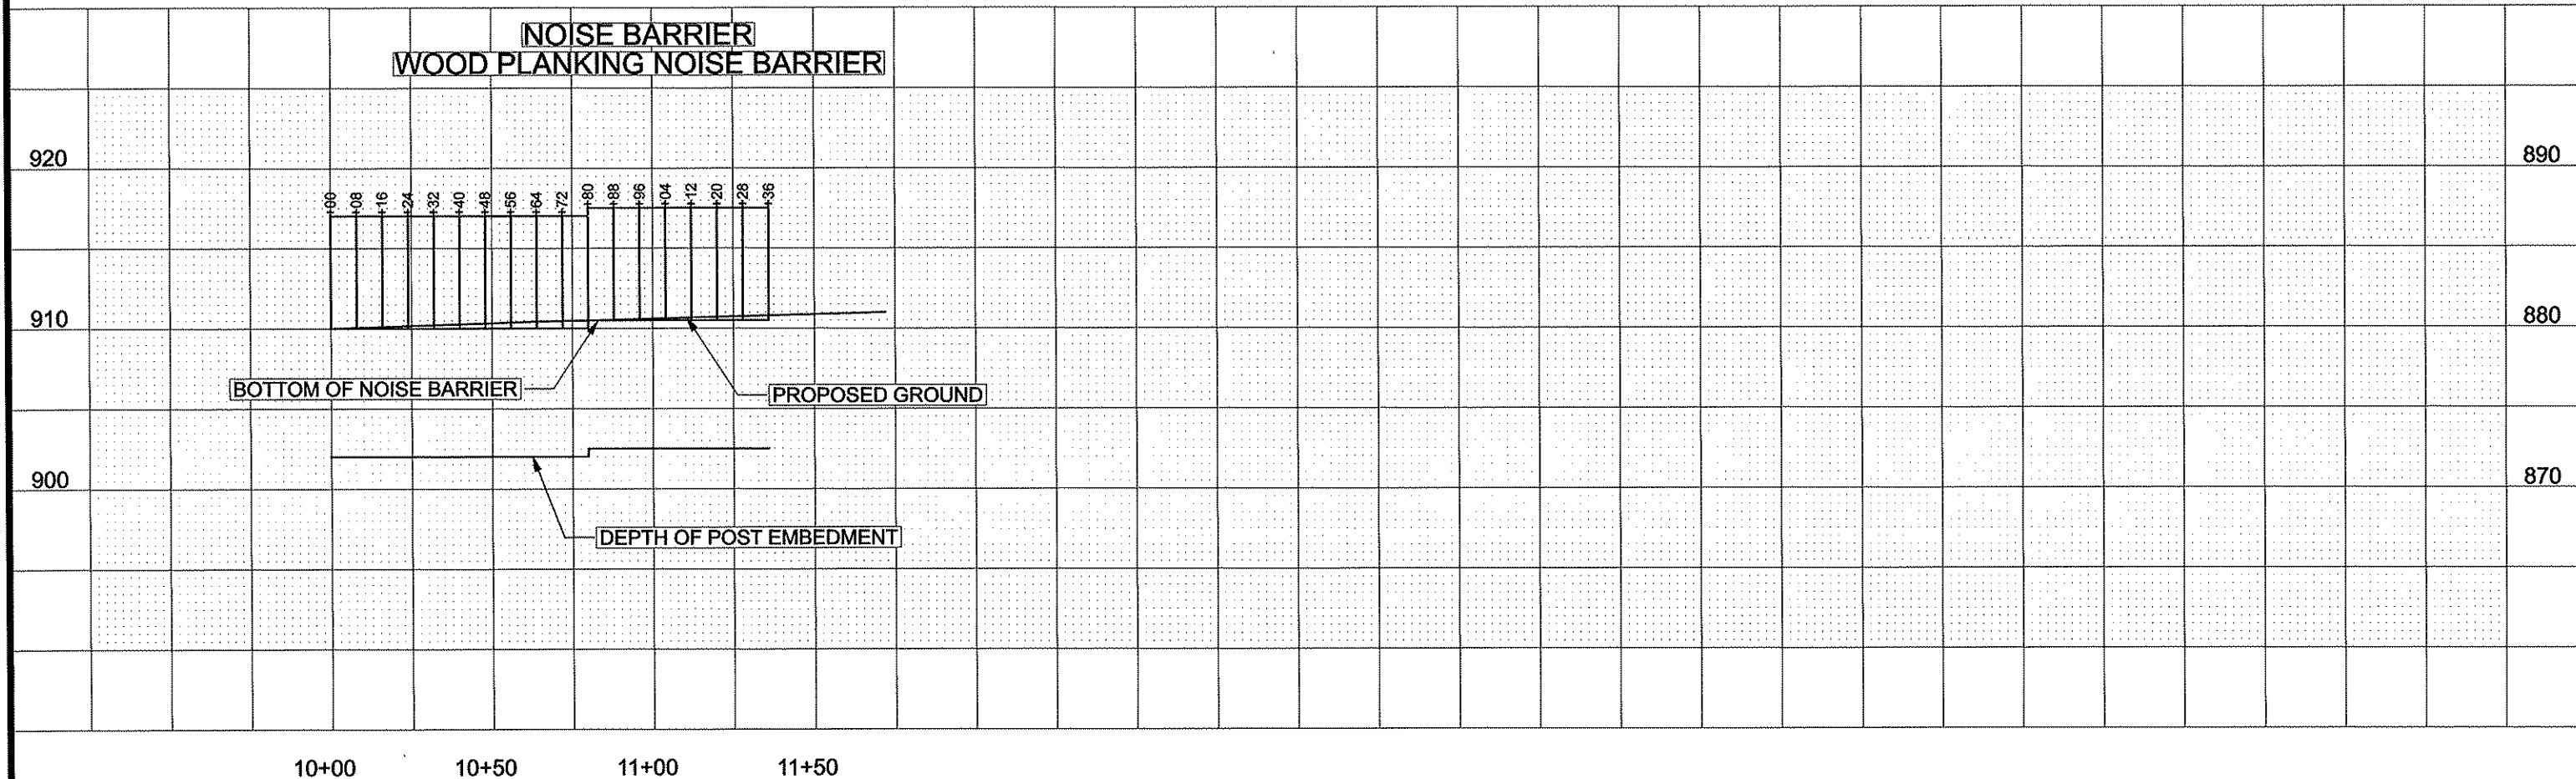 NOISE BARRIER
WOOD PLANKING NOISE BARRIER
920
890
+00 +08 +16 +24 +32 +40 +48 +56 +64 +72 +80 +88 +96 +04 +12 +20 +28 +36
910
880
BOTTOM OF NOISE BARRIER
PROPOSED GROUND
900
870
DEPTH OF POST EMBEDMENT
10+00 10+50 11+00 11+50